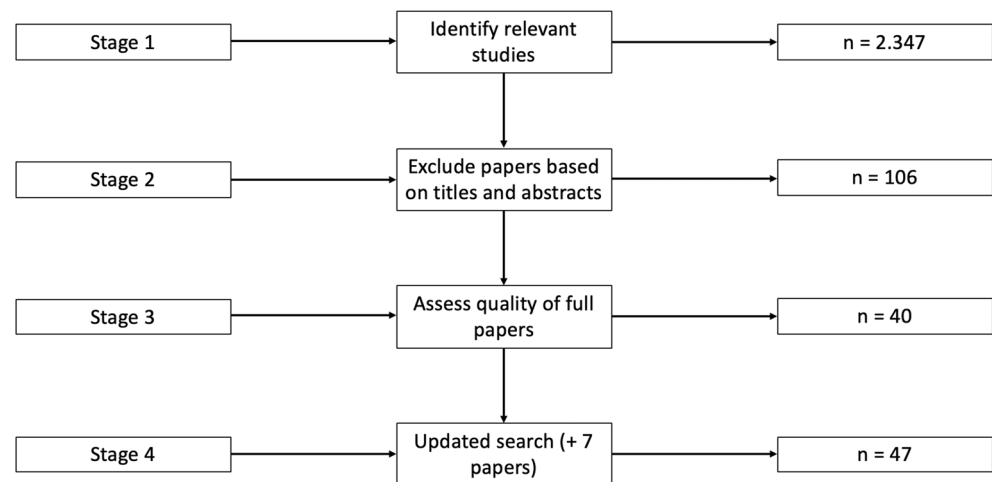 Stage 1
Identify relevant
studies
n = 2.347
Stage 2
Exclude papers based
on titles and abstracts
n = 106
Stage 3
Assess quality of full
papers
n = 40
Stage 4
Updated search (+ 7
papers)
n = 47